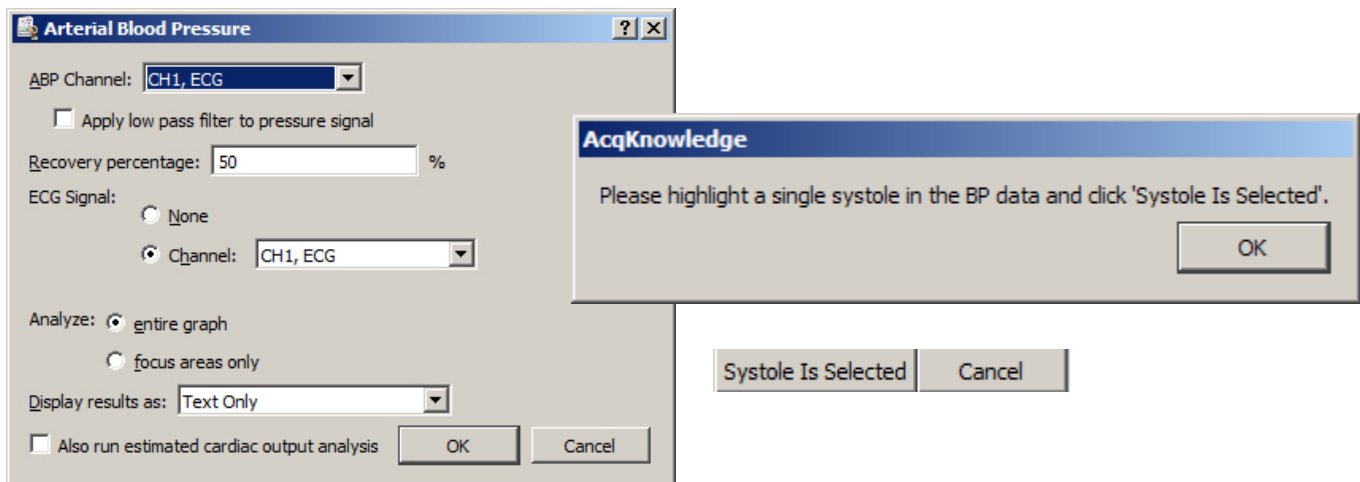 Arterial Blood Pressure
ABP Channel: CH1, ECG
Apply low pass filter to pressure signal
Recovery percentage: 50 %
ECG Signal:
None
Channel: CH1, ECG
Analyze: entire graph
focus areas only
Display results as: Text Only
Also run estimated cardiac output analysis OK Cancel
AcqKnowledge
Please highlight a single systole in the BP data and click 'Systole Is Selected'.
OK
Systole Is Selected Cancel